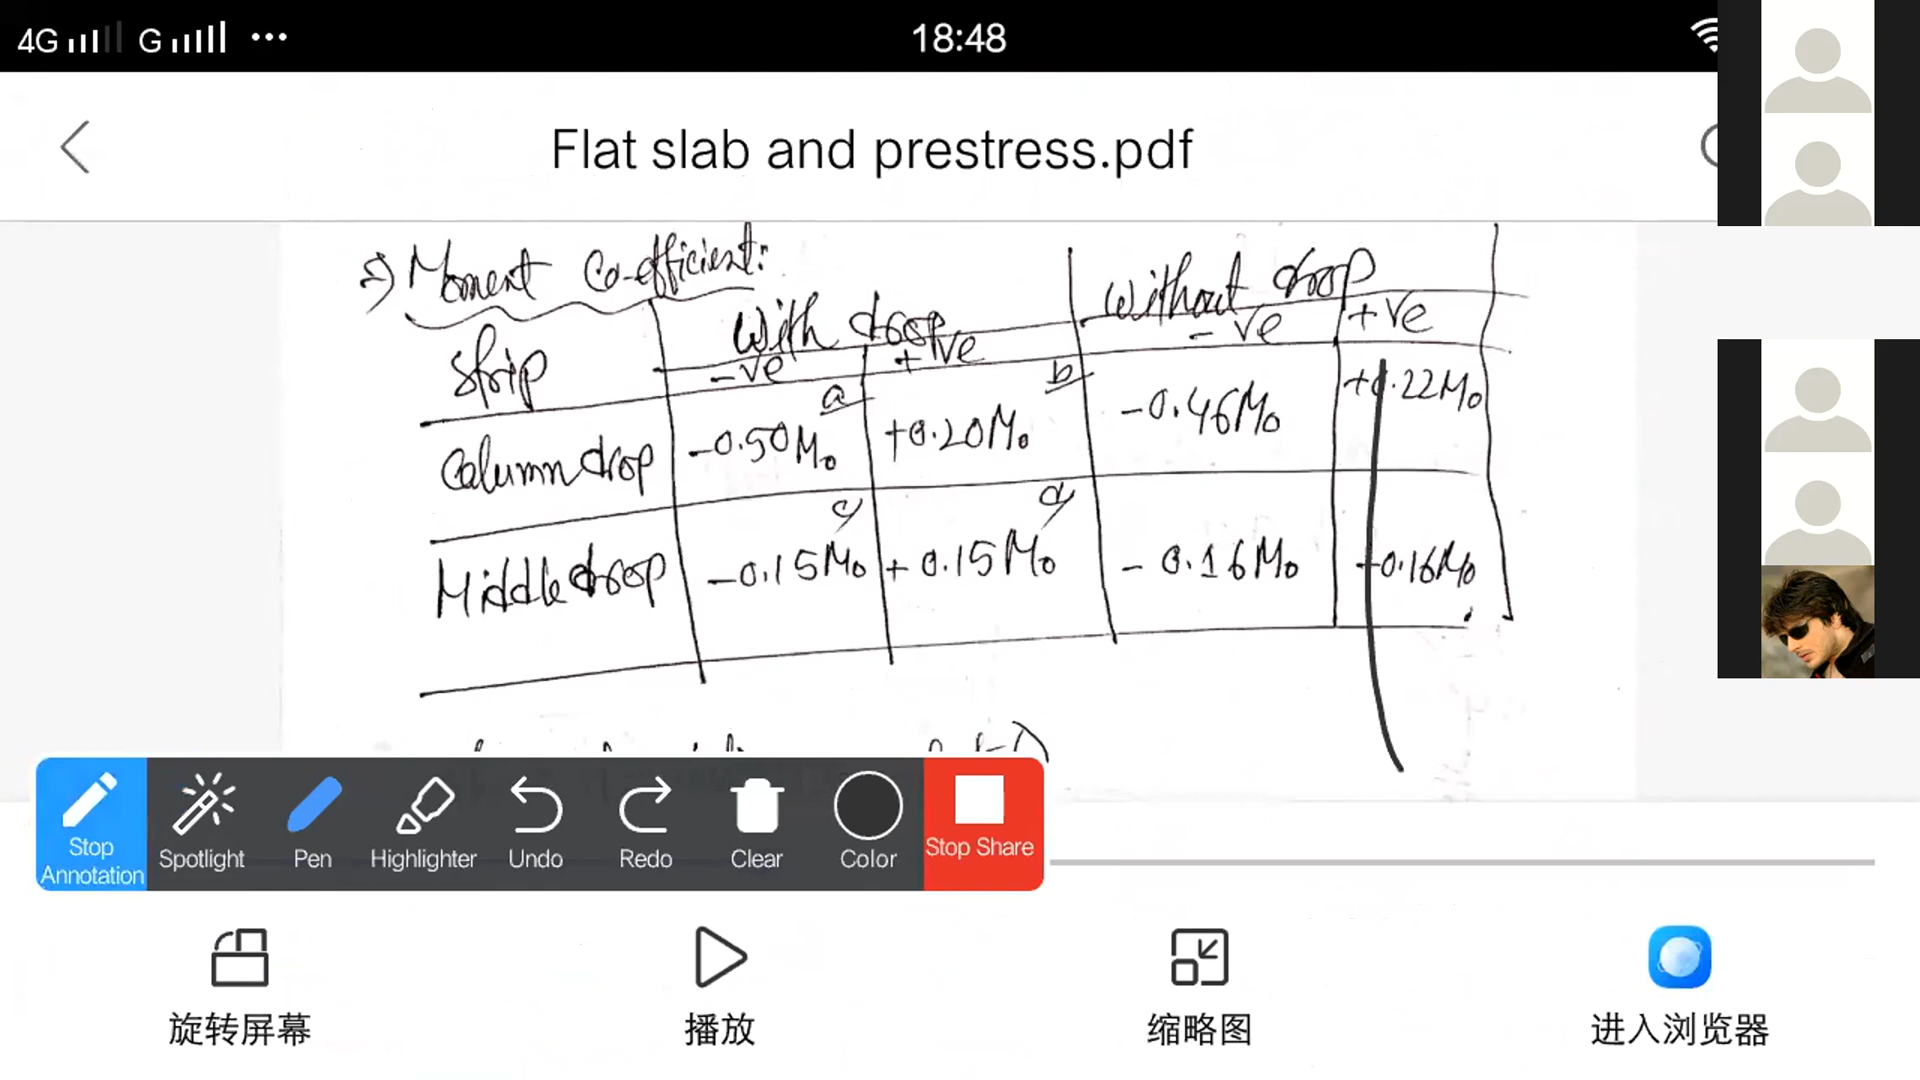 4G G ••• 18:48
Flat slab and prestress.pdf
Moment Co-efficient:
Strip With drop Without drop
-ve +ve -ve +ve
a b
Column drop -0.50M₀ +0.20M₀ -0.46M₀ +0.22M₀
c d
Middle drop -0.15M₀ +0.15M₀ -0.16M₀ +0.16M₀
Stop Annotation Spotlight Pen Highlighter Undo Redo Clear Color Stop Share
旋转屏幕 播放 缩略图 进入浏览器